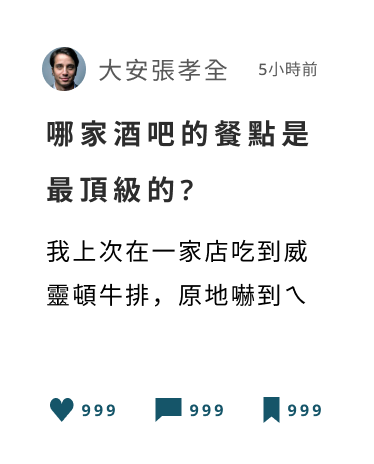 大安張孝全 5小時前
哪家酒吧的餐點是
最頂級的?
我上次在一家店吃到威
靈頓牛排，原地嚇到ㄟ
999 999 999